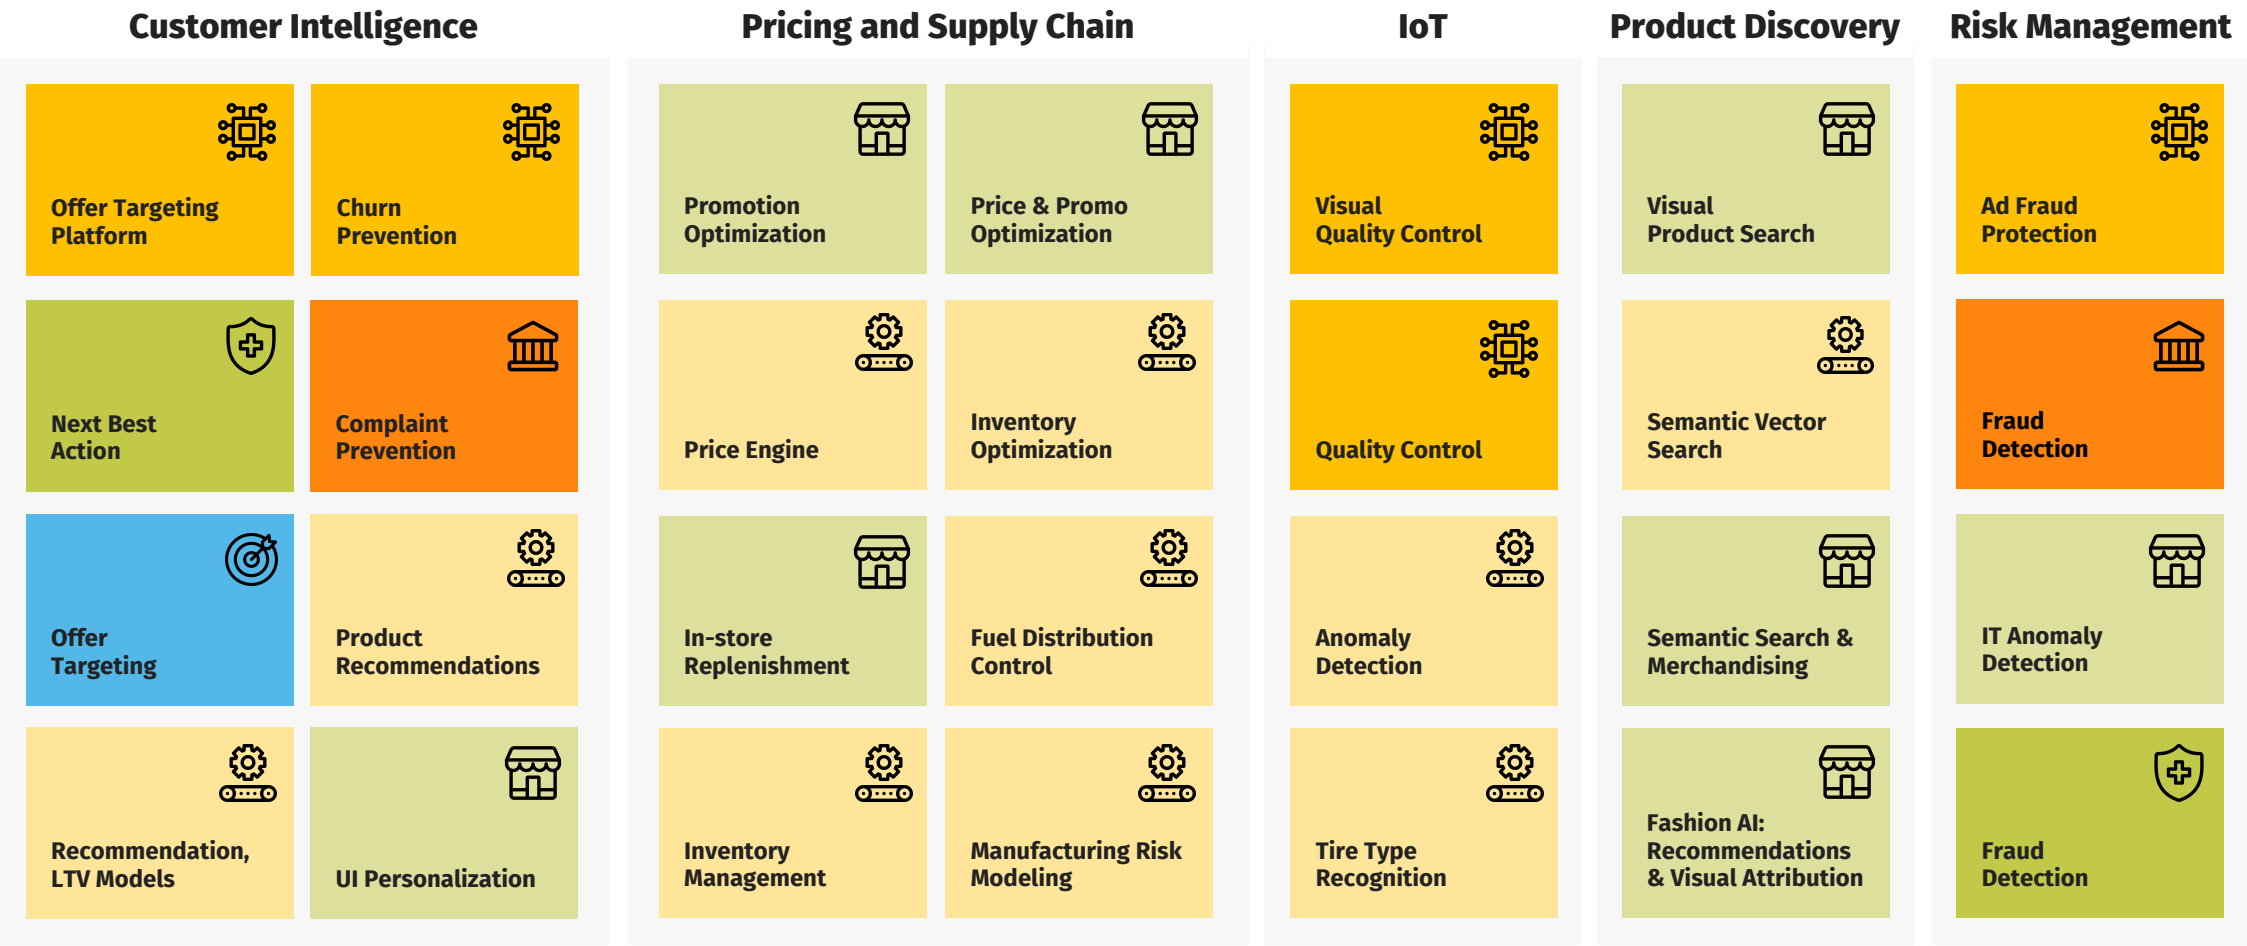 Customer Intelligence
Offer Targeting
Platform
Churn
Prevention
Next Best
Action
Complaint
Prevention
Offer
Targeting
Product
Recommendations
Recommendation,
LTV Models
UI Personalization
Pricing and Supply Chain
Promotion
Optimization
Price & Promo
Optimization
Price Engine
Inventory
Optimization
In-store
Replenishment
Fuel Distribution
Control
Inventory
Management
Manufacturing Risk
Modeling
IoT
Visual
Quality Control
Quality Control
Anomaly
Detection
Tire Type
Recognition
Product Discovery
Visual
Product Search
Semantic Vector
Search
Semantic Search &
Merchandising
Fashion AI:
Recommendations
& Visual Attribution
Risk Management
Ad Fraud
Protection
Fraud
Detection
IT Anomaly
Detection
Fraud
Detection